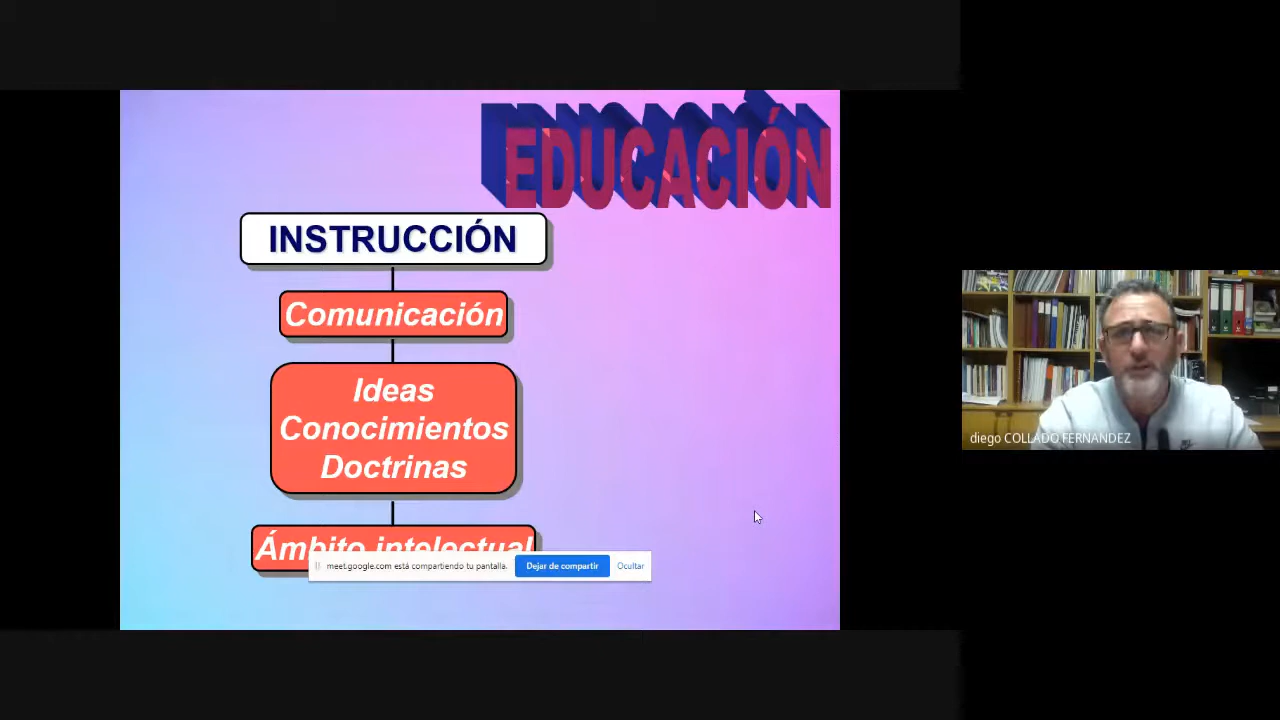 EDUCACIÓN
INSTRUCCIÓN
Comunicación
Ideas
Conocimientos
Doctrinas
Ámbito intelectual
meet.google.com está compartiendo tu pantalla.
Dejar de compartir
Ocultar
diego COLLADO FERNANDEZ